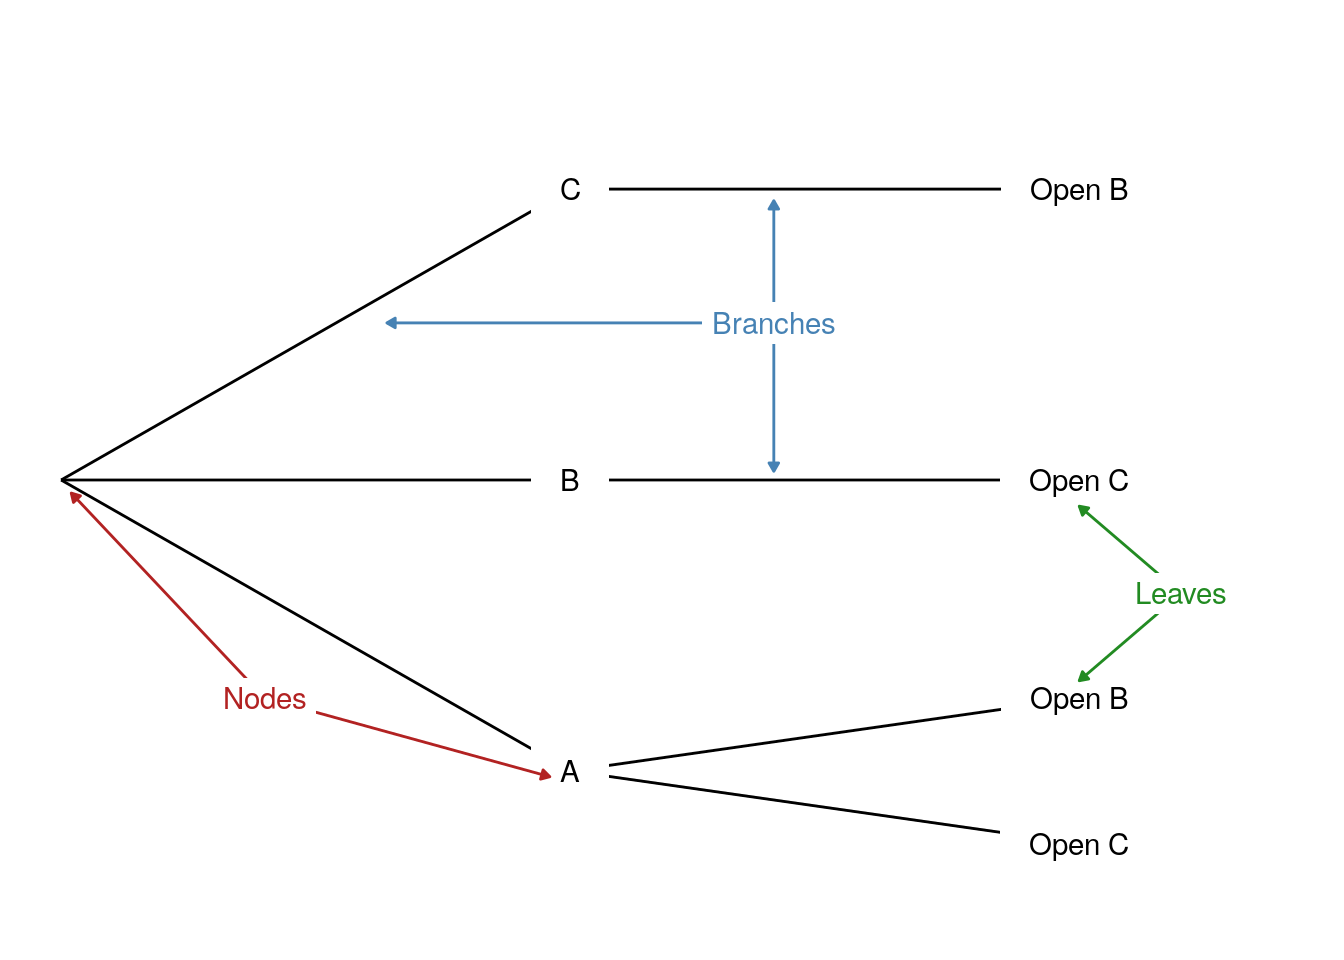 C
Open B
Branches
B
Open C
Leaves
Nodes
Open B
A
Open C